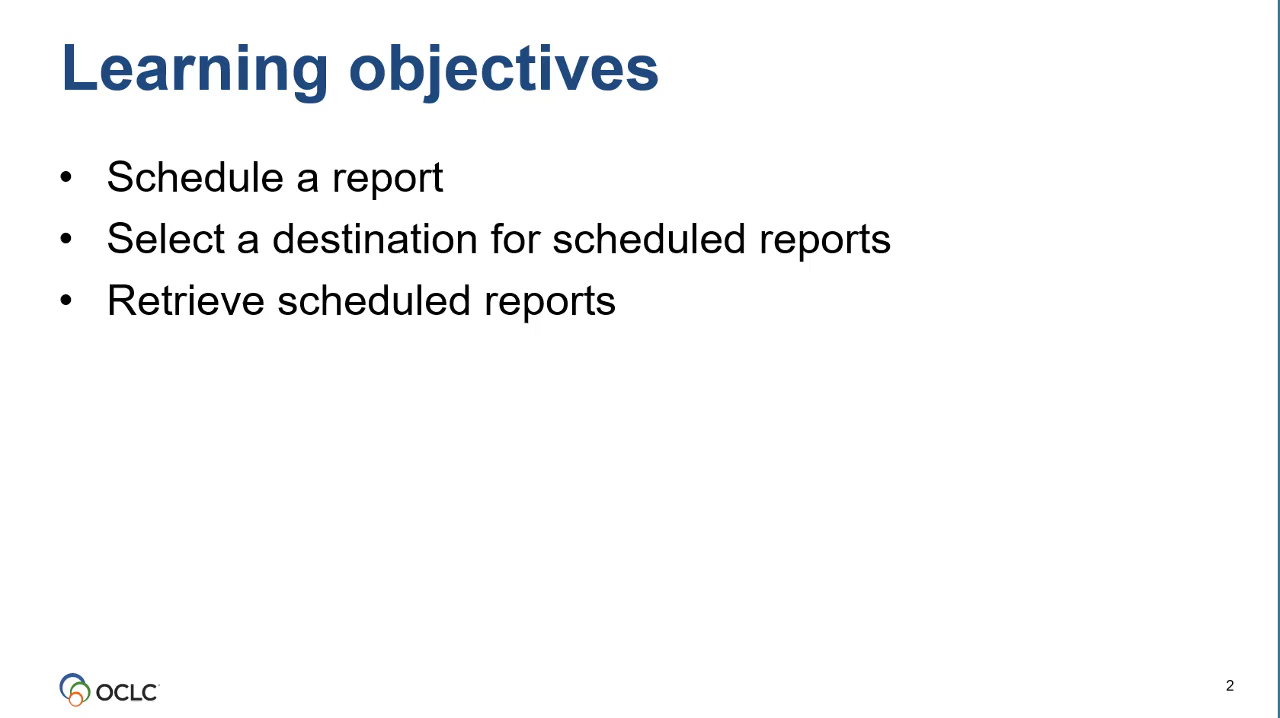 Learning objectives
• Schedule a report
• Select a destination for scheduled reports
• Retrieve scheduled reports
OCLC
2